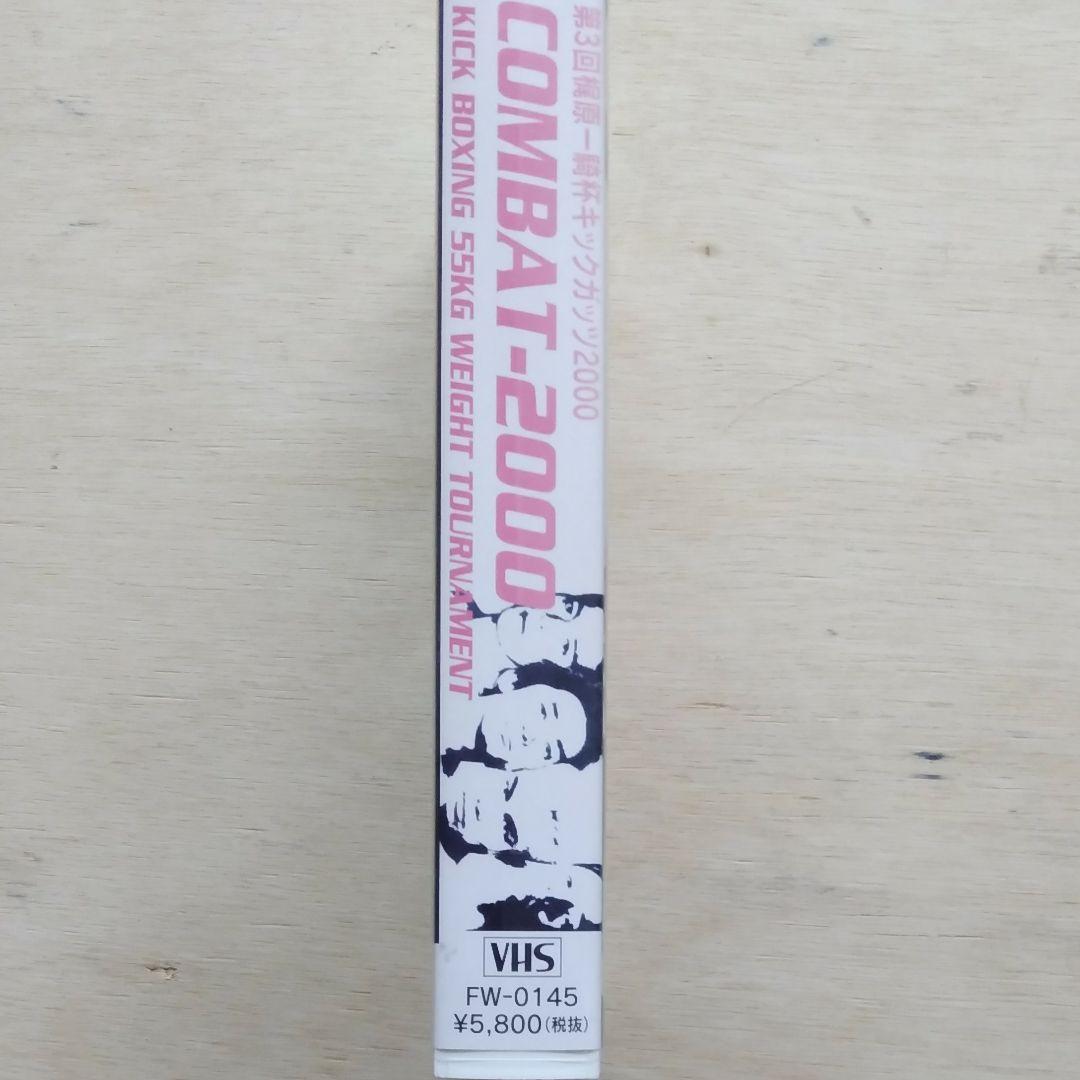 第3回梶原一騎杯キックガッツ2000
COMBAT-2000
KICK BOXING 55KG WEIGHT TOURNAMENT
VHS
FW-0145
¥5,800(税抜)